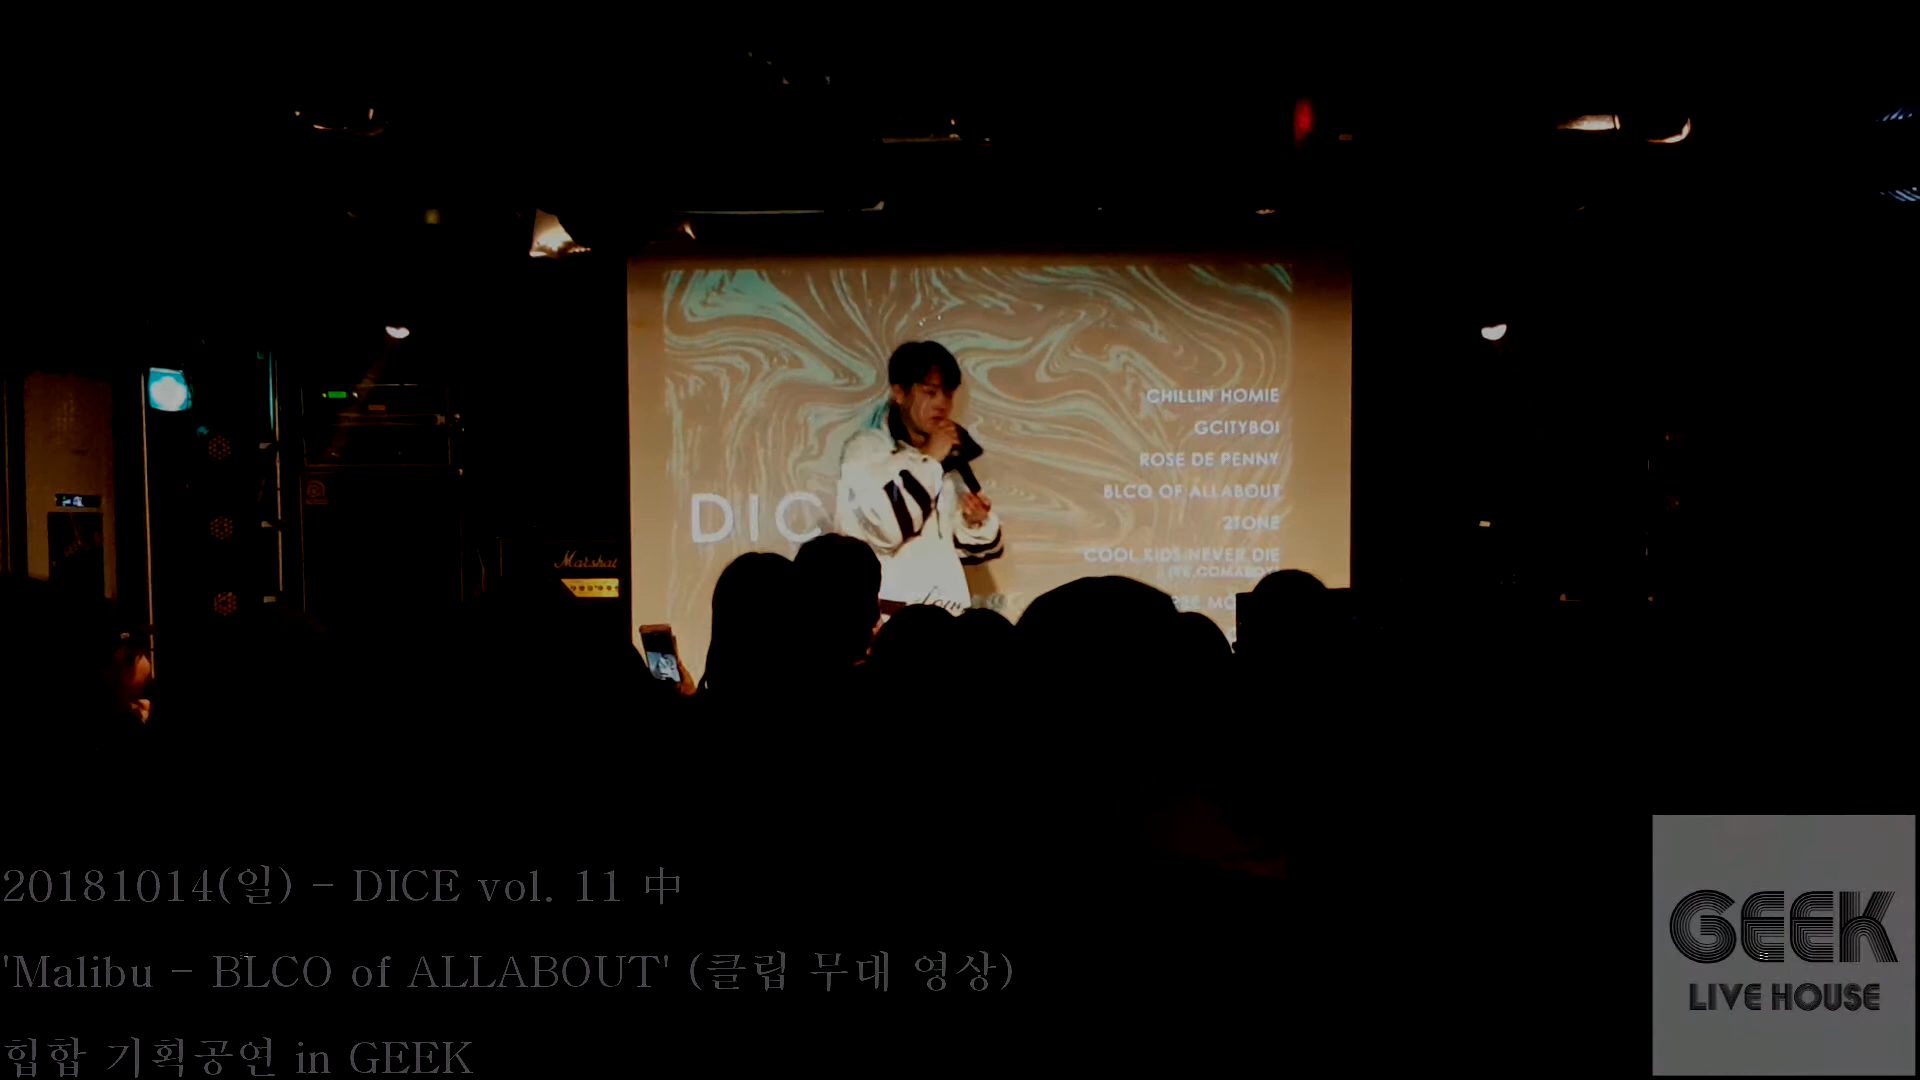 CHILLIN HOMIE
GCITYBOI
ROSE DE PENNY
BLCO OF ALLABOUT
DIC
2TONE
COOL KIDS NEVER DIE
Marshal
20181014(일) - DICE vol. 11 中
'Malibu - BLCO of ALLABOUT' (클립 무대 영상)
힙합 기획공연 in GEEK
GEEK
LIVE HOUSE